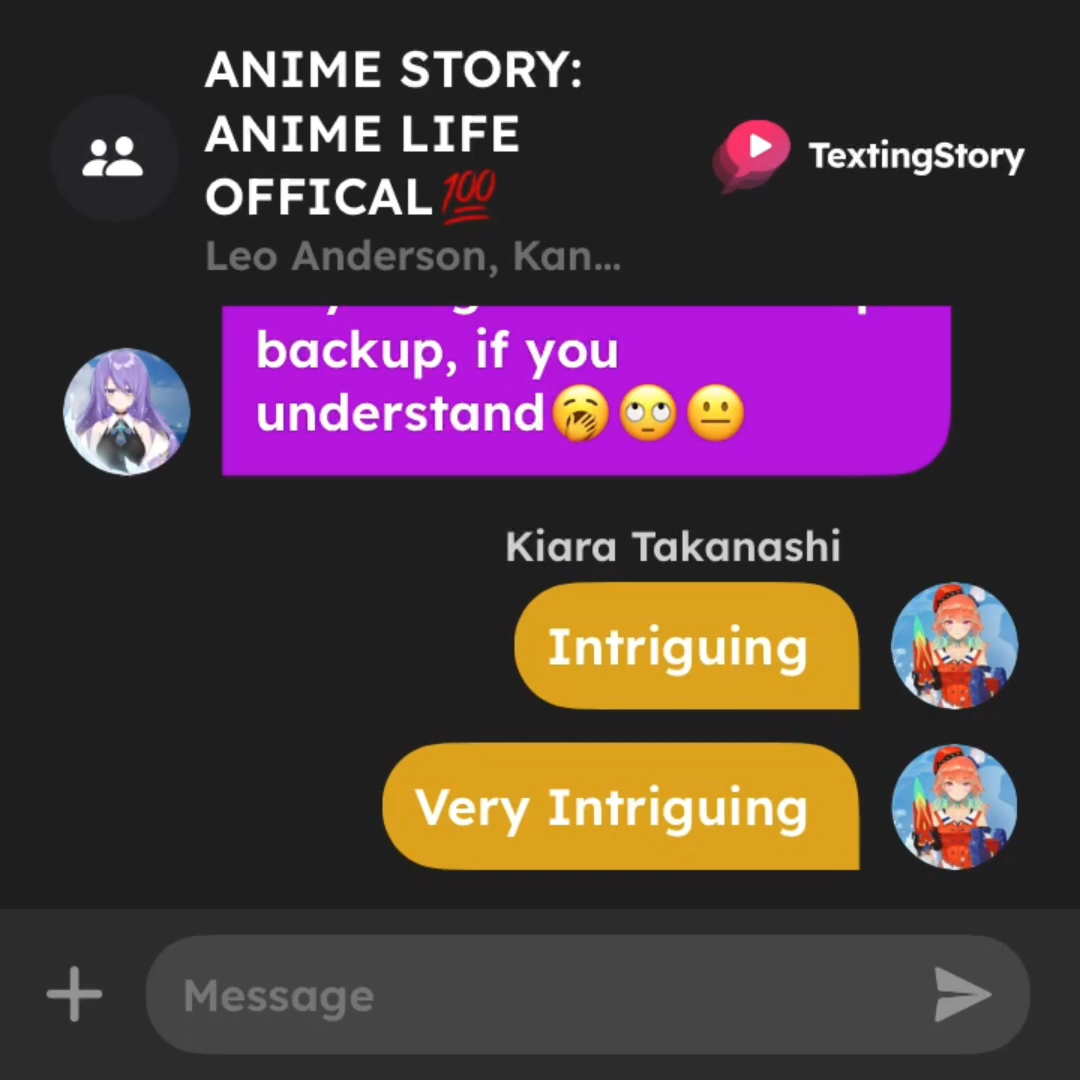 ANIME STORY:
ANIME LIFE
OFFICAL💯
TextingStory
Leo Anderson, Kan...
backup, if you
understand🥱🙄😐
Kiara Takanashi
Intriguing
Very Intriguing
Message